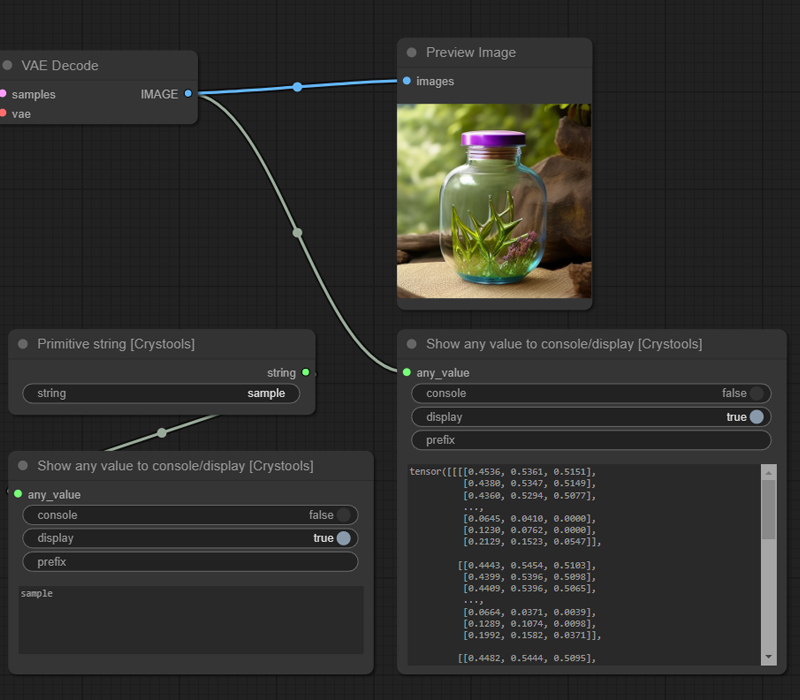 VAE Decode
samples
IMAGE
vae
Preview Image
images
Primitive string [Crystools]
string
string
sample
Show any value to console/display [Crystools]
any_value
console
false
display
true
prefix
sample
Show any value to console/display [Crystools]
any_value
console
false
display
true
prefix
tensor([[[[0.4536, 0.5361, 0.5151],
[0.4380, 0.5347, 0.5149],
[0.4360, 0.5294, 0.5077],
...,
[0.0645, 0.0410, 0.0000],
[0.1230, 0.0762, 0.0000],
[0.2129, 0.1523, 0.0547]],
[[0.4443, 0.5454, 0.5103],
[0.4399, 0.5396, 0.5098],
[0.4409, 0.5396, 0.5065],
...,
[0.0664, 0.0371, 0.0039],
[0.1289, 0.1074, 0.0098],
[0.1992, 0.1582, 0.0371]],
[[0.4482, 0.5444, 0.5095],